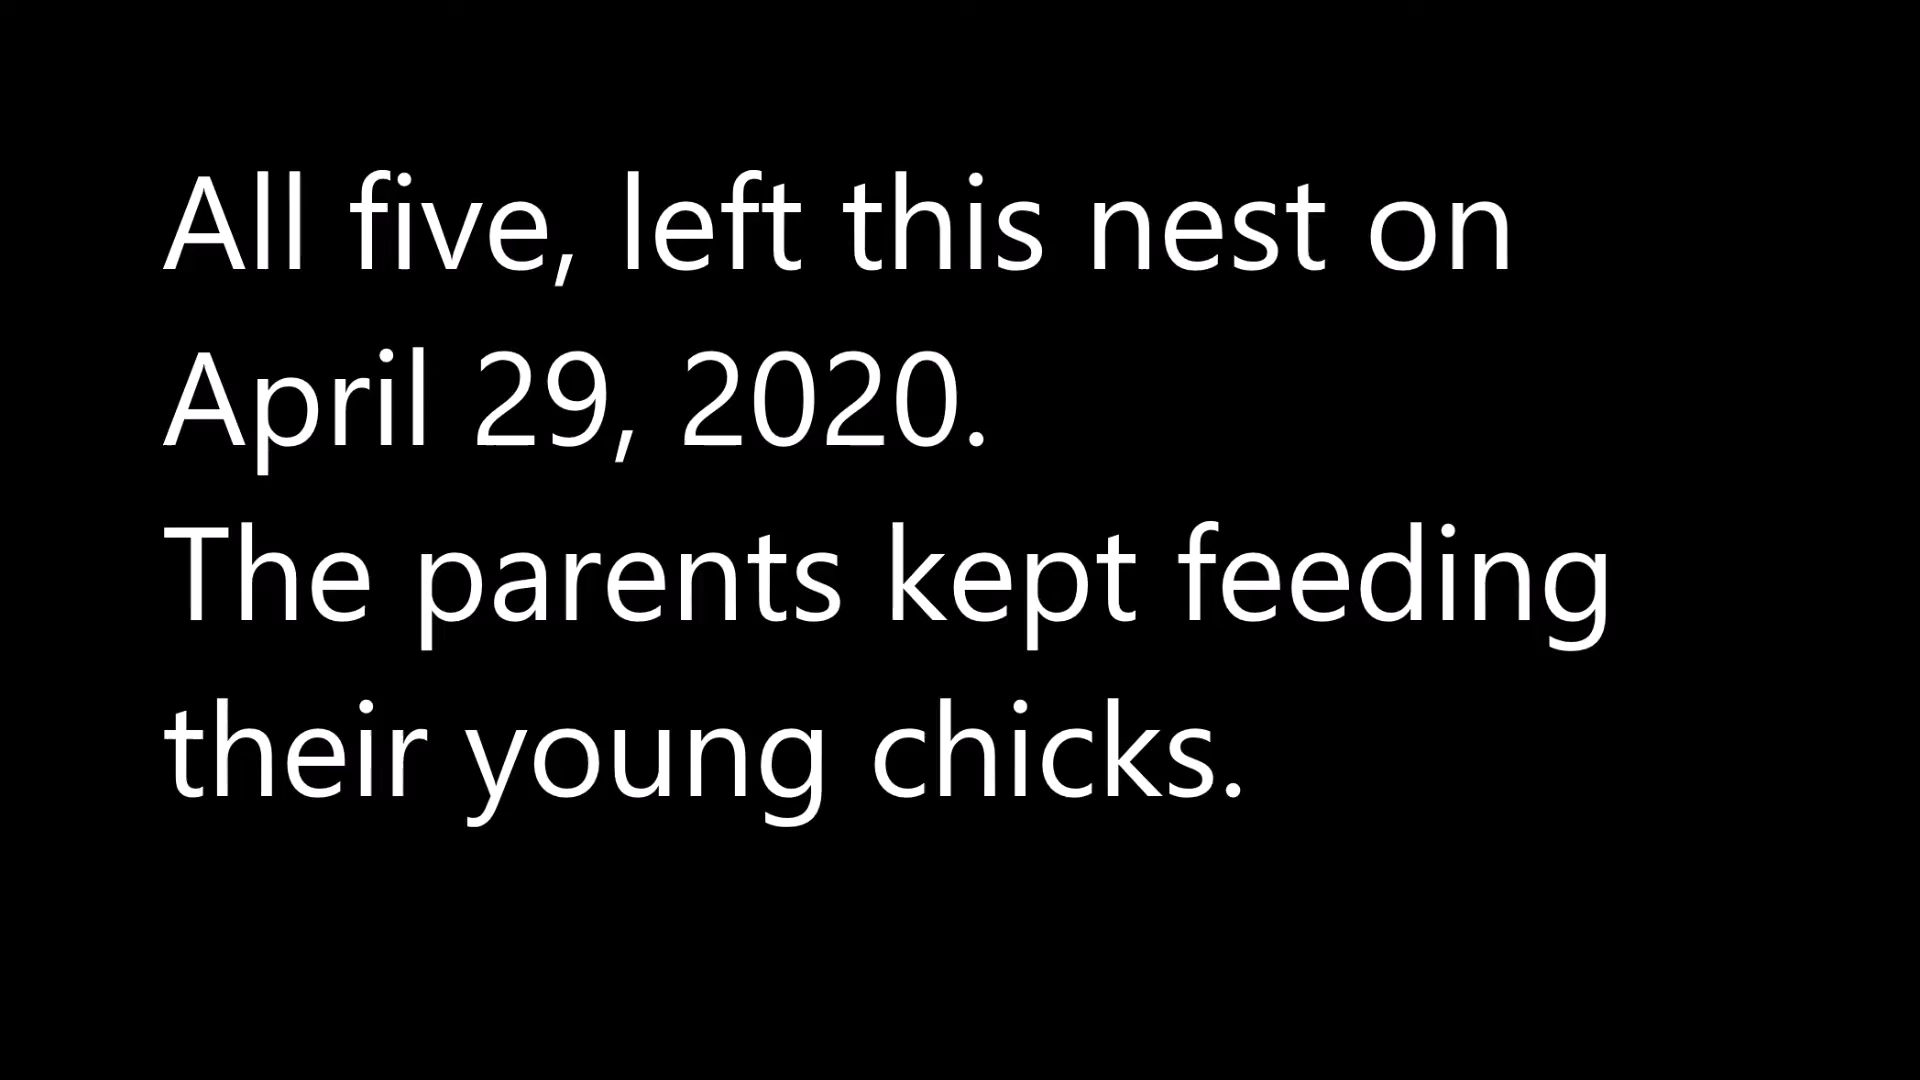 All five, left this nest on
April 29, 2020.
The parents kept feeding
their young chicks.